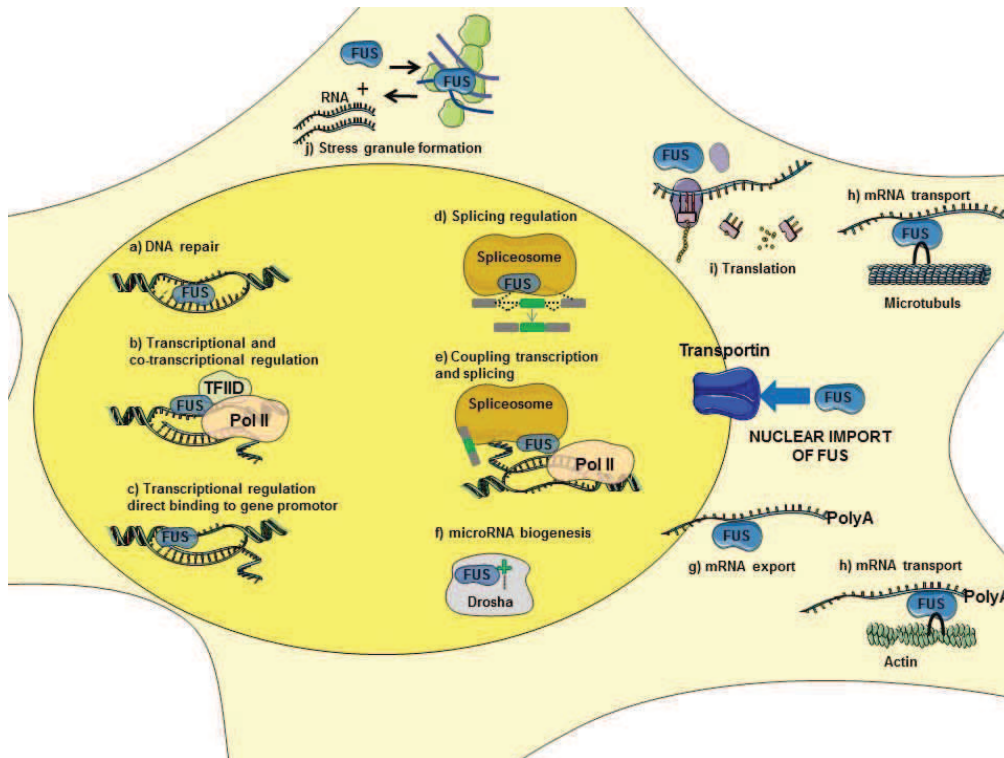 FUS
FUS
RNA
+
j) Stress granule formation
a) DNA repair
FUS
b) Transcriptional and
co-transcriptional regulation
TFIID
FUS
Pol II
c) Transcriptional regulation
direct binding to gene promotor
FUS
d) Splicing regulation
Spliceosome
FUS
e) Coupling transcription
and splicing
Spliceosome
FUS
Pol II
f) microRNA biogenesis
FUS
Drosha
FUS
i) Translation
h) mRNA transport
FUS
Microtubuls
Transportin
FUS
NUCLEAR IMPORT
OF FUS
PolyA
FUS
g) mRNA export
h) mRNA transport
PolyA
FUS
Actin